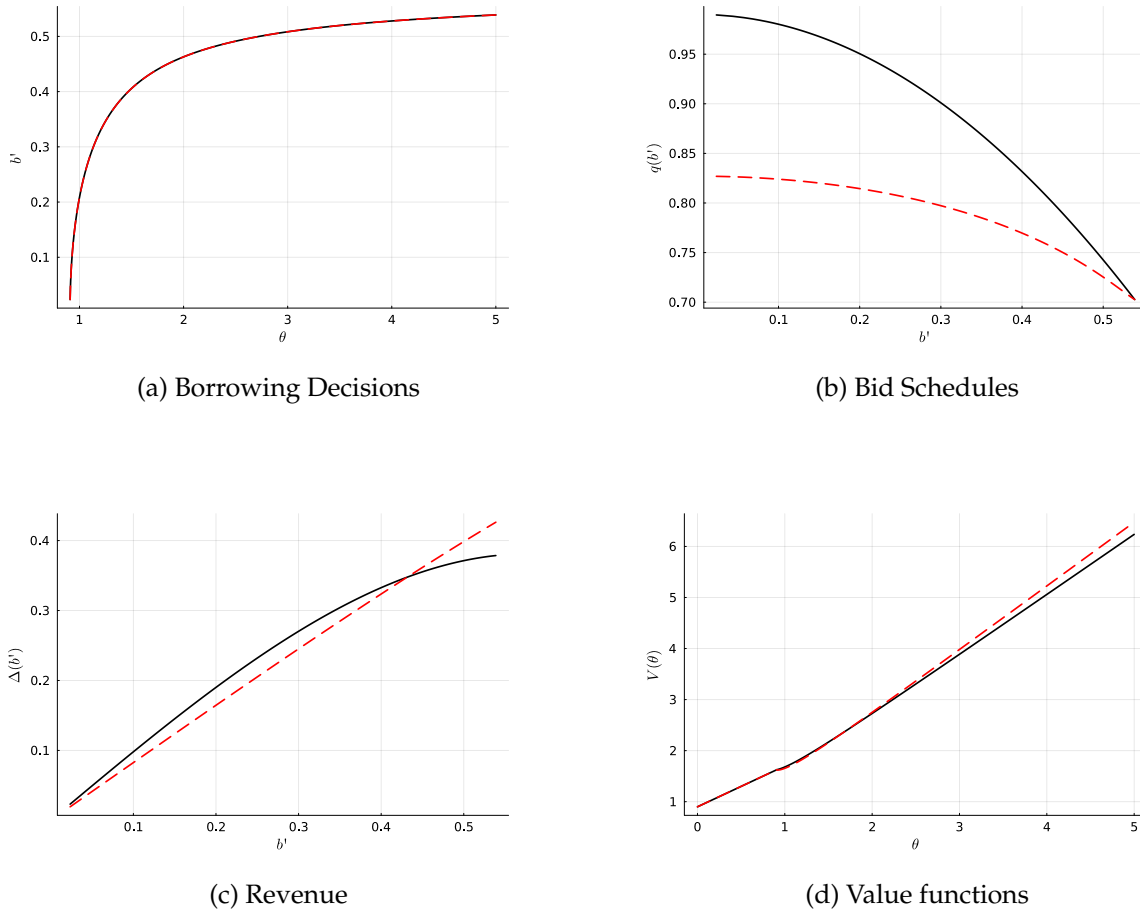 0.5
0.4
0.3
0.2
0.1
b'
1 2 3 4 5
θ
(a) Borrowing Decisions
0.95
0.90
0.85
0.80
0.75
0.70
q(b')
0.1 0.2 0.3 0.4 0.5
b'
(b) Bid Schedules
0.4
0.3
0.2
0.1
Δ(b')
0.1 0.2 0.3 0.4 0.5
b'
(c) Revenue
6
5
4
3
2
1
V(θ)
0 1 2 3 4 5
θ
(d) Value functions